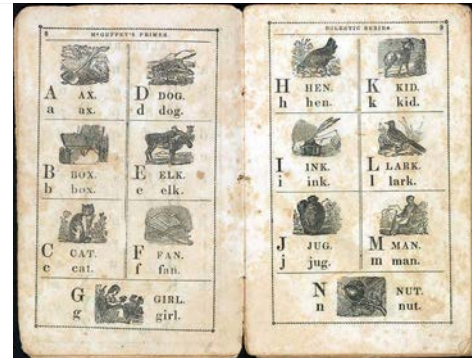 8 McGUFFEY'S PRIMER.
A AX.
a ax.
B BOX.
b box.
C CAT.
c cat.
D DOG.
d dog.
E ELK.
e elk.
F FAN.
f fan.
G GIRL.
g girl.
ECLECTIC SERIES. 9
H HEN.
h hen.
I INK.
i ink.
J JUG.
j jug.
K KID.
k kid.
L LARK.
l lark.
M MAN.
m man.
N NUT.
n nut.